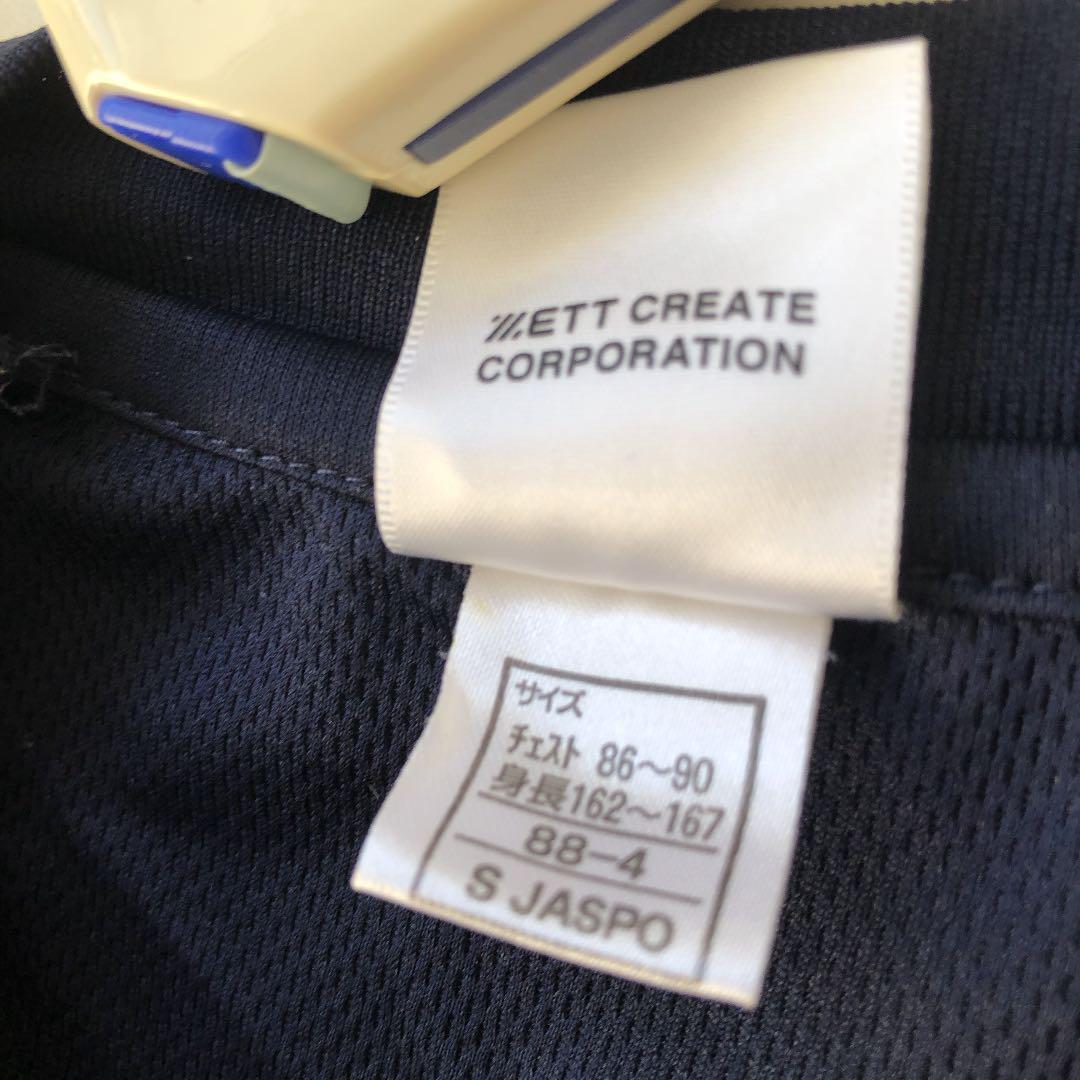 ZETT CREATE
CORPORATION
サイズ
チェスト 86～90
身長162～167
88-4
S JASPO